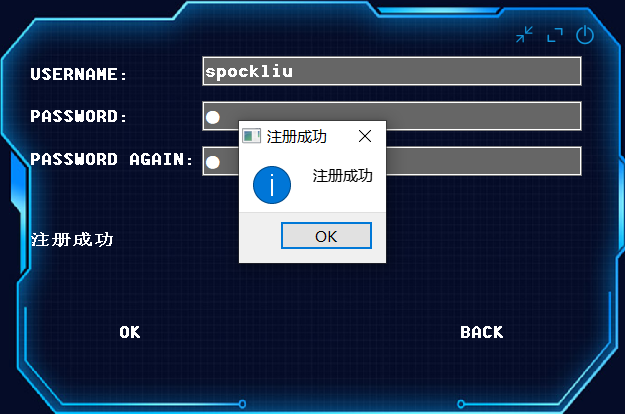 USERNAME: spockliu
PASSWORD: ●
PASSWORD AGAIN: ●
注册成功
注册成功
OK
注册成功
OK BACK